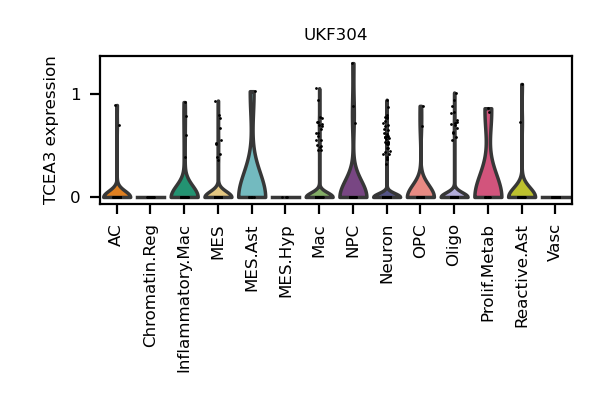 UKF304
TCEA3 expression
1
0
AC
Chromatin.Reg
Inflammatory.Mac
MES
MES.Ast
MES.Hyp
Mac
NPC
Neuron
OPC
Oligo
Prolif.Metab
Reactive.Ast
Vasc